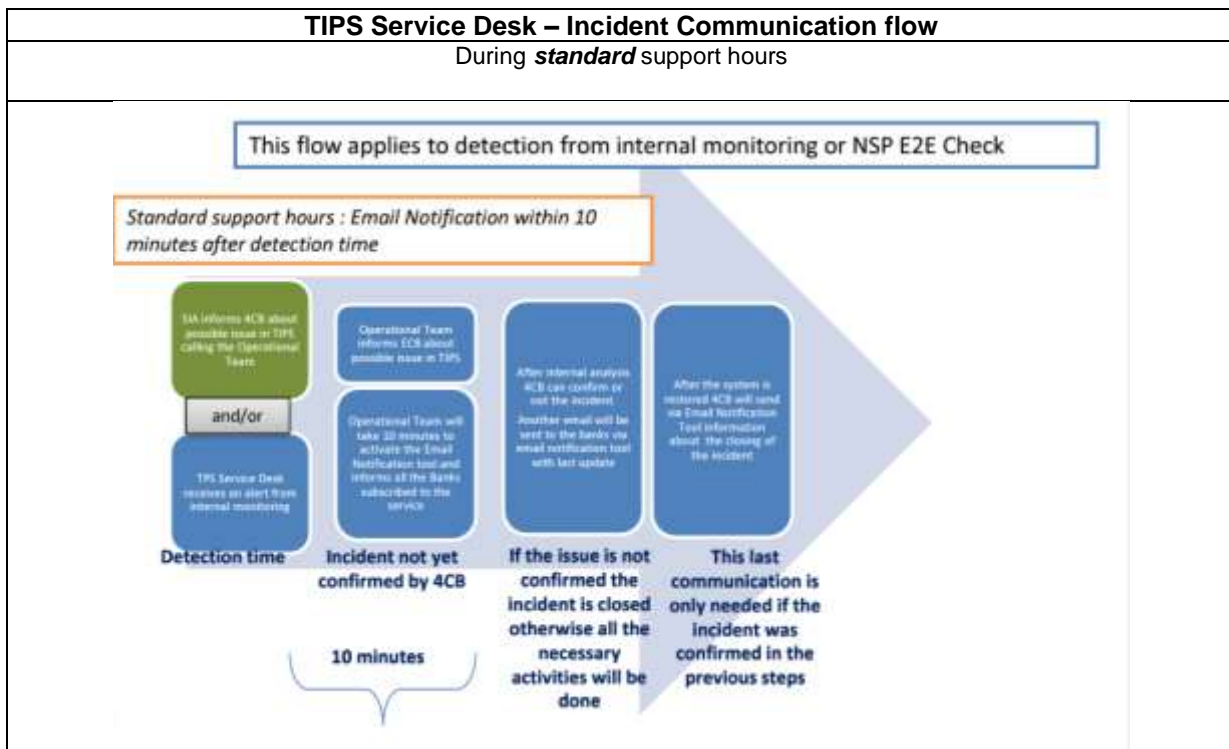 TIPS Service Desk – Incident Communication flow
During standard support hours
This flow applies to detection from internal monitoring or NSP E2E Check
Standard support hours : Email Notification within 10
minutes after detection time
SIA informs 4CB about
possible issue in TIPS
calling the Operational
Team
and/or
TPS Service Desk
receives an alert from
internal monitoring
Detection time
Operational Team
informs ECB about
possible issue in TIPS
Operational Team will
take 10 minutes to
activate the Email
Notification tool and
informs all the Banks
subscribed to the
service
Incident not yet
confirmed by 4CB
10 minutes
After internal analysis
4CB can confirm or
not the incident
Another email will be
sent to the banks via
email notification tool
with last update
If the issue is not
confirmed the
incident is closed
otherwise all the
necessary
activities will be
done
After the system is
restored 4CB will send
via Email Notification
Tool information
about the closing of
the incident
This last
communication is
only needed if the
incident was
confirmed in the
previous steps